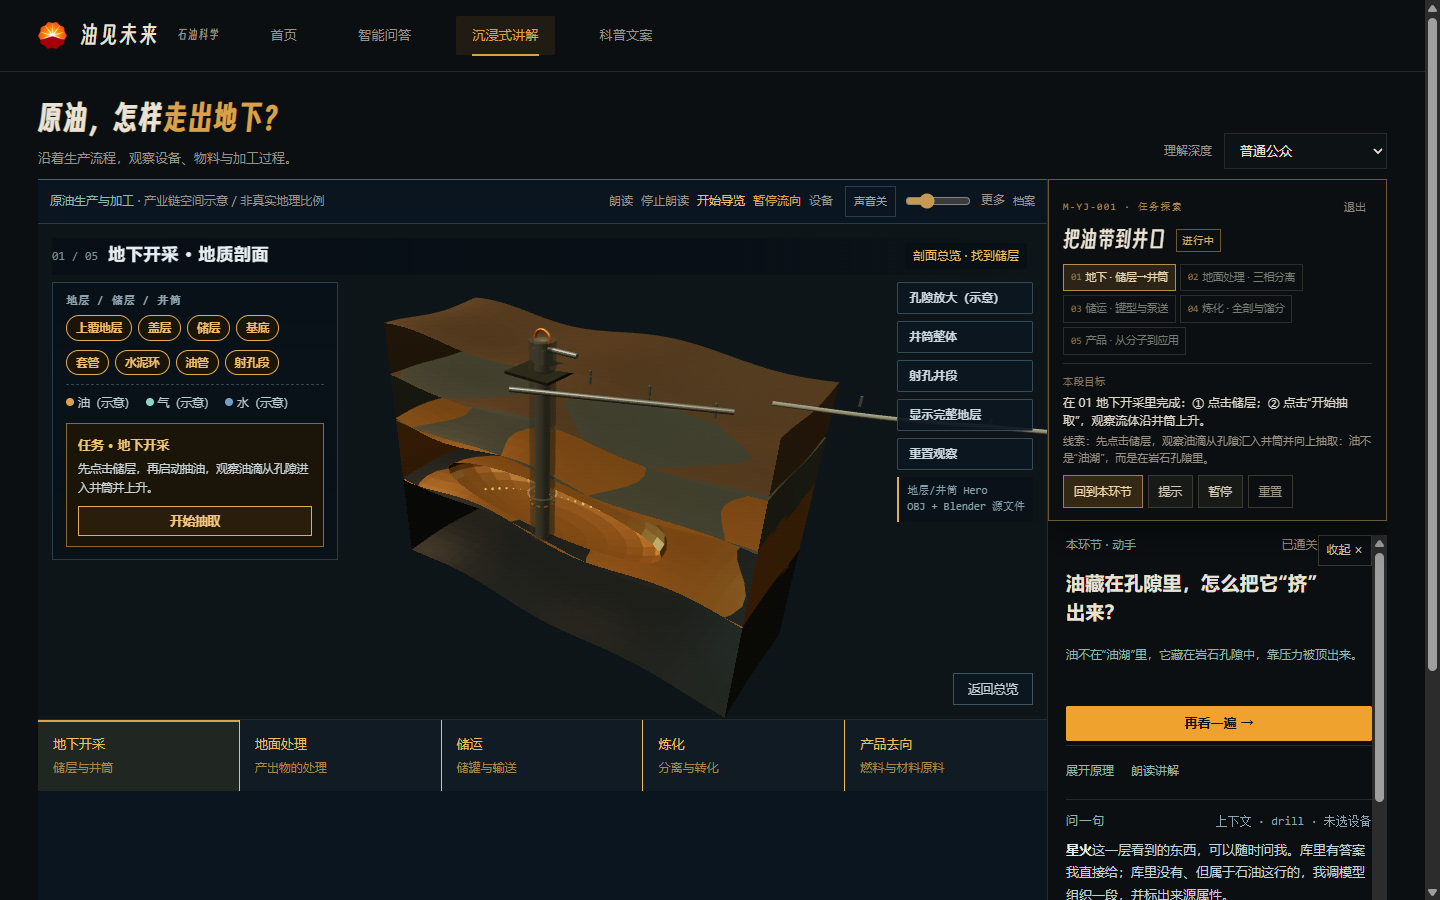 油见未来
石油科学
首页
智能问答
沉浸式讲解
科普文案
原油，怎样走出地下？
沿着生产流程，观察设备、物料与加工过程。
理解深度
普通公众
原油生产与加工 · 产业链空间示意 / 非真实地理比例
朗读 停止朗读 开始导览 暂停流向 设备 声音关 更多 档案
01 / 05 地下开采 • 地质剖面
剖面总览 · 找到储层
地层 / 储层 / 井筒
上覆地层 盖层 储层 基底
套管 水泥环 油管 射孔段
油（示意） 气（示意） 水（示意）
任务 • 地下开采
先点击储层，再启动抽油，观察油滴从孔隙进
入井筒并上升。
开始抽取
孔隙放大（示意）
井筒整体
射孔井段
显示完整地层
重置观察
地层/井筒 Hero
OBJ + Blender 源文件
返回总览
地下开采
储层与井筒
地面处理
产出物的处理
储运
储罐与输送
炼化
分离与转化
产品去向
燃料与材料原料
M-YJ-001 · 任务探索
退出
把油带到井口 进行中
01 地下 · 储层→井筒 02 地面处理 · 三相分离
03 储运 · 罐型与泵送 04 炼化 · 全剖与馏分
05 产品 · 从分子到应用
本段目标
在 01 地下开采里完成：① 点击储层；② 点击“开始抽
取”，观察流体沿井筒上升。
线索：先点击储层，观察油滴从孔隙汇入井筒并向上抽取：油不
是“油湖”，而是在岩石孔隙里。
回到本环节 提示 暂停 重置
本环节 · 动手
已通关
收起 ×
油藏在孔隙里，怎么把它“挤”
出来？
油不在“油湖”里，它藏在岩石孔隙中，靠压力被顶出来。
再看一遍 →
展开原理 朗读讲解
问一句
上下文 · drill · 未选设备
星火这一层看到的东西，可以随时问我。库里有答案
我直接给；库里没有、但属于石油这行的，我调模型
组织一段，并标出来源属性。